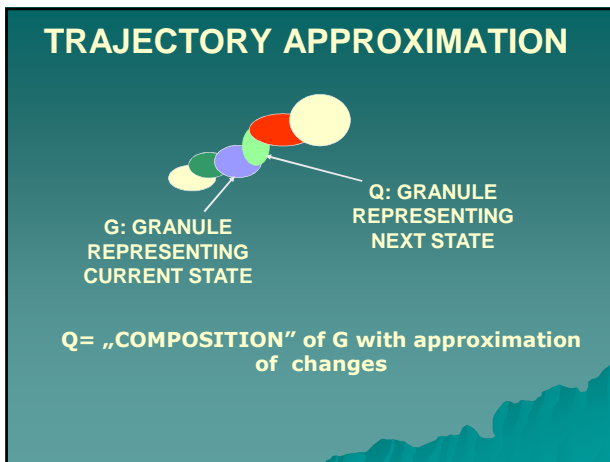 TRAJECTORY APPROXIMATION
G: GRANULE
REPRESENTING
CURRENT STATE
Q: GRANULE
REPRESENTING
NEXT STATE
Q= „COMPOSITION” of G with approximation
of changes